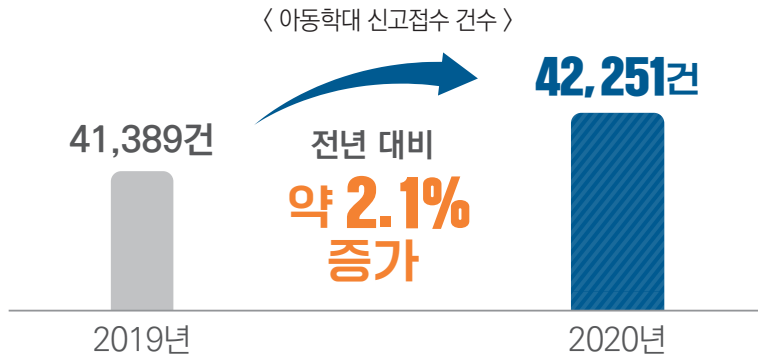 〈 아동학대 신고접수 건수 〉
42,251건
41,389건
전년 대비
약 2.1%
증가
2019년
2020년